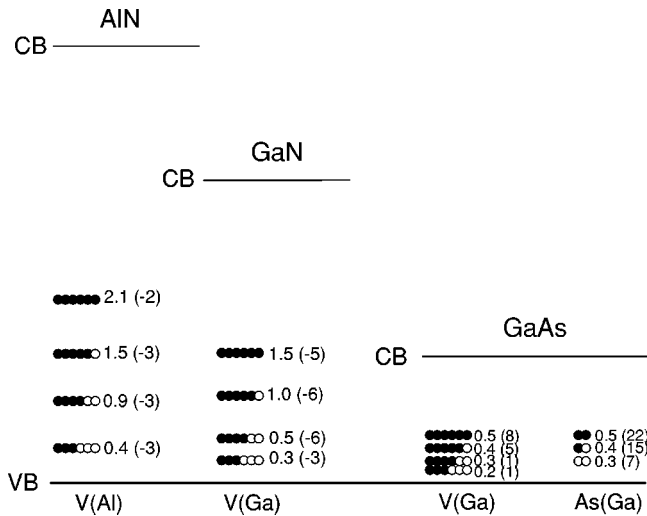 AlN
CB
GaN
CB
2.1 (-2)
GaAs
1.5 (-3)
1.5 (-5)
CB
0.9 (-3)
1.0 (-6)
0.4 (-3)
0.5 (-6)
0.5 (8)
0.5 (22)
0.4 (5)
0.4 (15)
0.3 (-3)
0.3 (1)
0.3 (7)
0.2 (1)
VB
V(Al)
V(Ga)
V(Ga)
As(Ga)